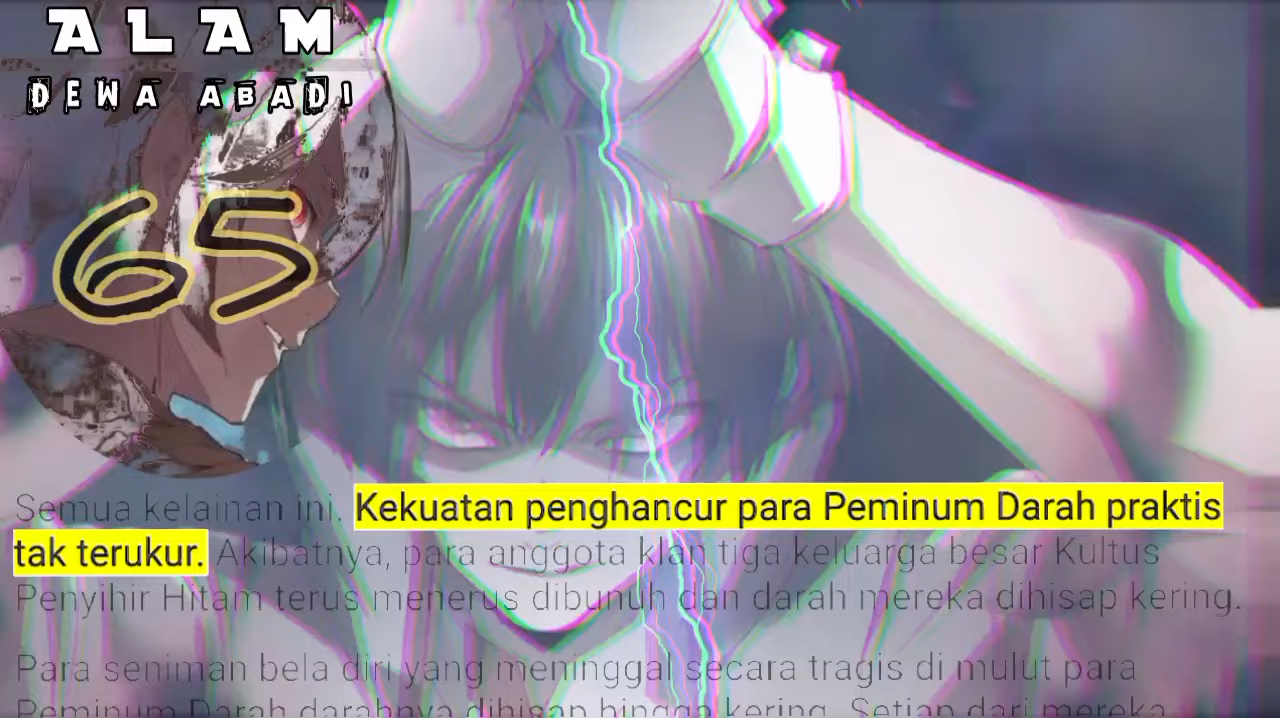 ALAM
DEWA ABADI
65
Semua kelainan ini. Kekuatan penghancur para Peminum Darah praktis
tak terukur. Akibatnya, para anggota klan tiga keluarga besar Kultus
Penyihir Hitam terus menerus dibunuh dan darah mereka dihisap kering.
Para seniman bela diri yang meninggal secara tragis di mulut para
Peminum Darah darahnya dihisap hingga kering. Setiap dari mereka